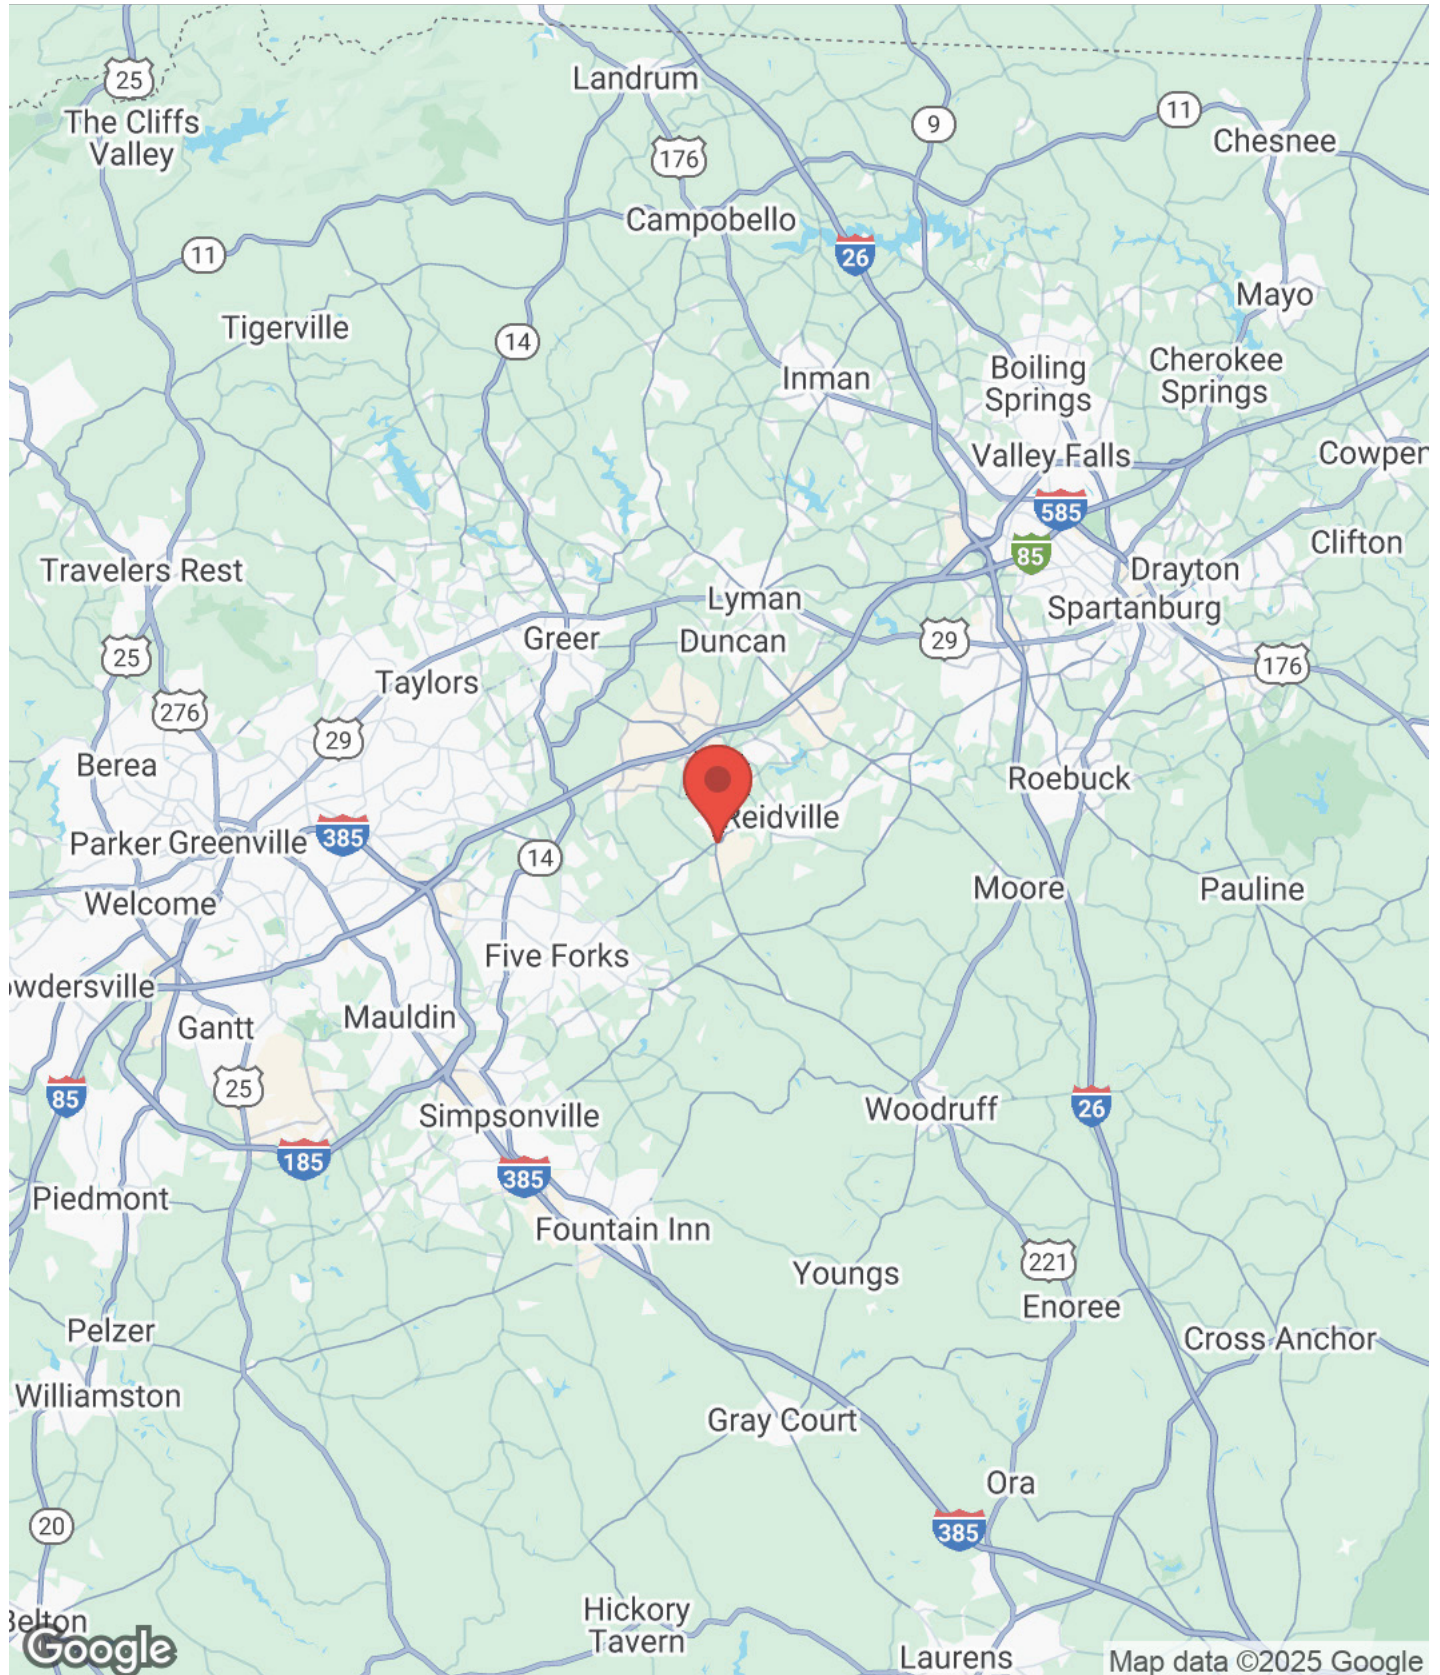 25
Landrum
The Cliffs
Valley
9
11
Chesnee
176
Campobello
11
26
Mayo
Tigerville
14
Inman
Boiling
Springs
Cherokee
Springs
Valley Falls
Cowpen
585
85
Clifton
Travelers Rest
Drayton
Lyman
Spartanburg
Greer
Duncan
29
25
176
Taylors
276
29
Berea
Roebuck
Reidville
Parker
Greenville
385
14
Moore
Pauline
Welcome
Five Forks
owdersville
Gantt
Mauldin
25
85
Simpsonville
Woodruff
26
185
385
Piedmont
Fountain Inn
221
Youngs
Enoree
Pelzer
Cross Anchor
Williamston
Gray Court
Ora
20
385
Hickory
Tavern
Belton
Google
Laurens
Map data ©2025 Google